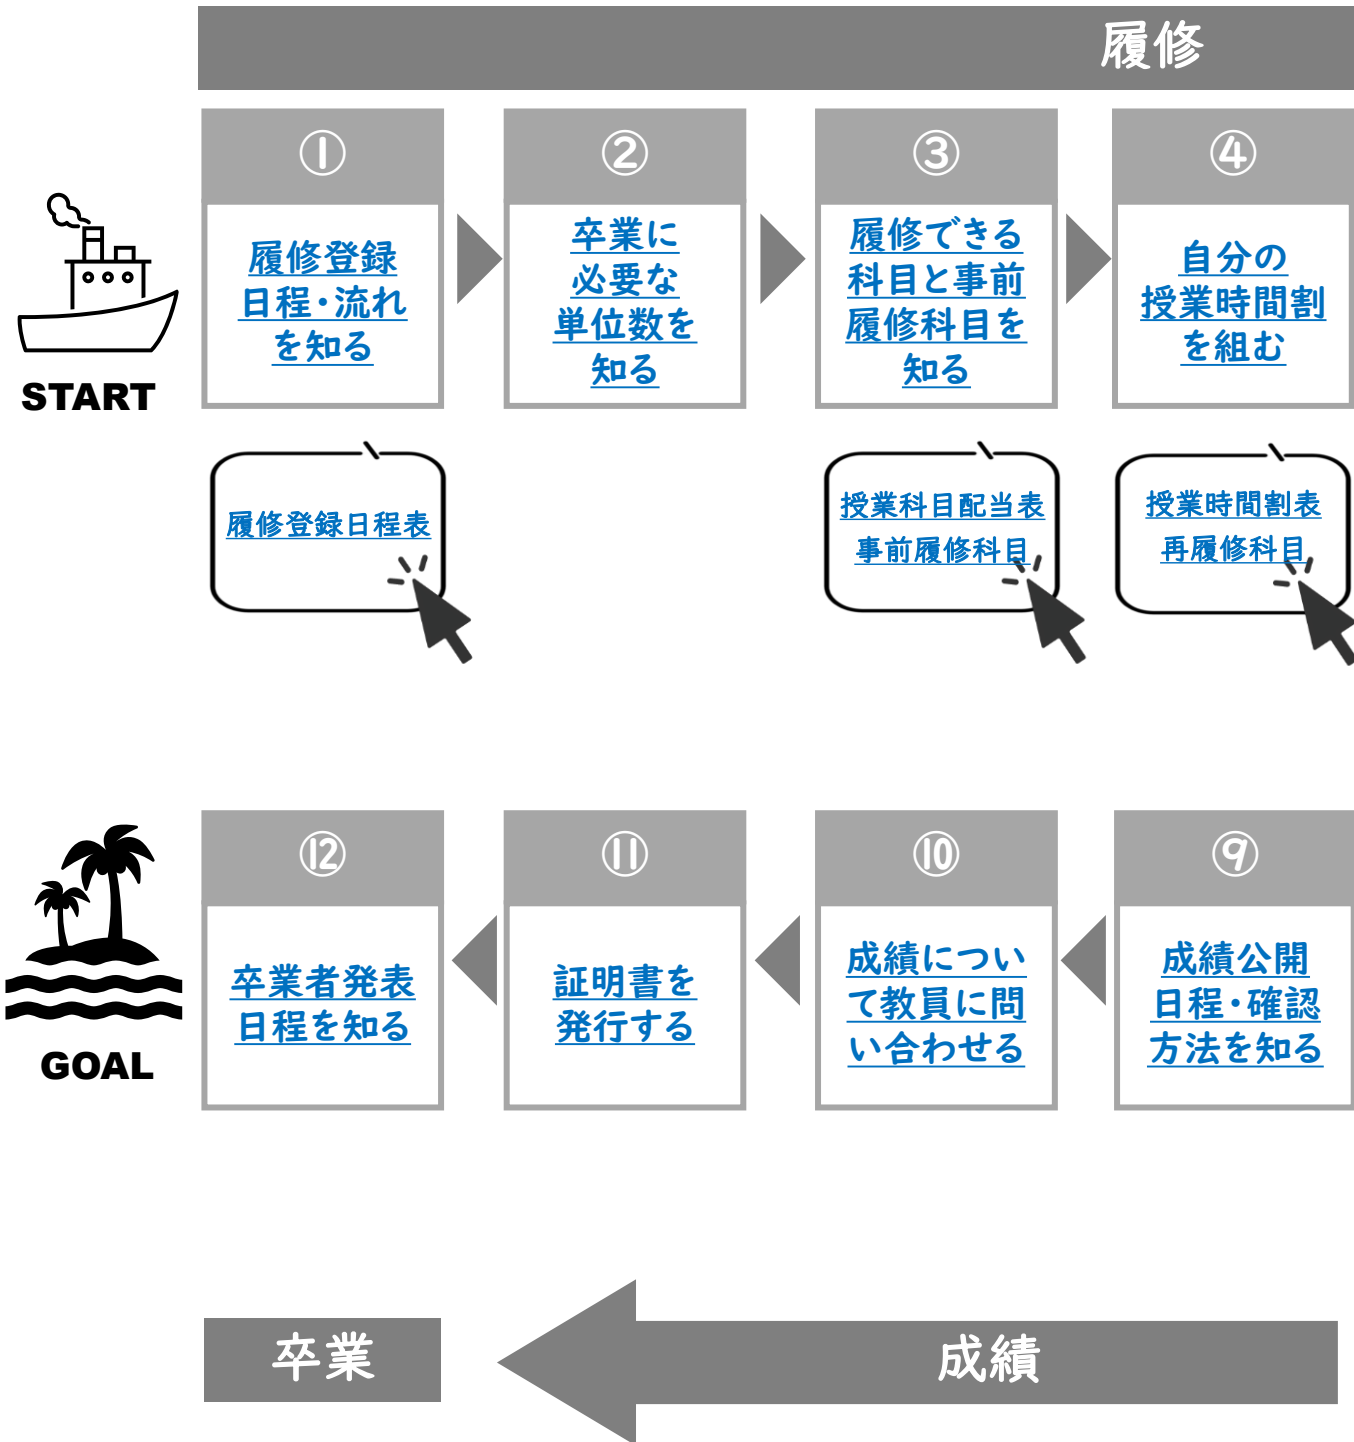 履修
①
履修登録
日程・流れ
を知る
②
卒業に
必要な
単位数を
知る
③
履修できる
科目と事前
履修科目を
知る
④
自分の
授業時間割
を組む
START
履修登録日程表
授業科目配当表
事前履修科目
授業時間割表
再履修科目
GOAL
⑫
卒業者発表
日程を知る
⑪
証明書を
発行する
⑩
成績につい
て教員に問
い合わせる
⑨
成績公開
日程・確認
方法を知る
卒業
成績